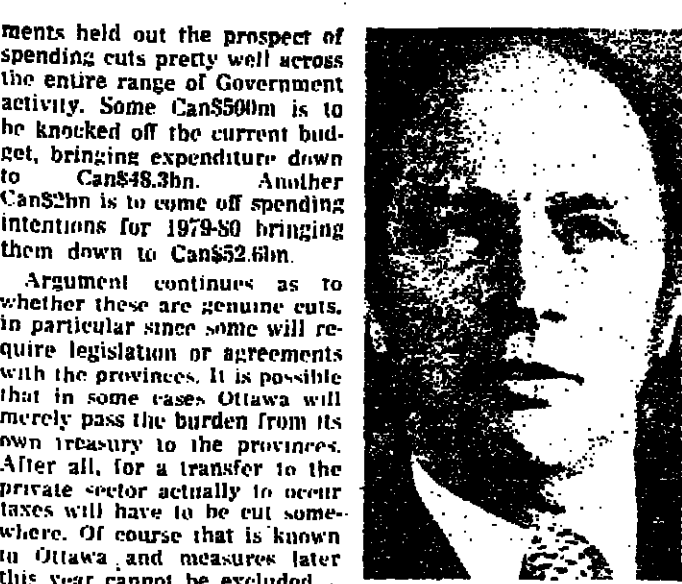 ments held out the prospect of
spending cuts pretty well across
the entire range of Government
activity. Some Can$500m is to
be knocked off the current bud-
get, bringing expenditure down
to Can$48.3bn. Another
Can$2bn is to come off spending
intentions for 1979-80 bringing
them down to Can$52.6bn.
Argument continues as to
whether these are genuine cuts,
in particular since some will re-
quire legislation or agreements
with the provinces. It is possible
that in some cases Ottawa will
merely pass the burden from its
own treasury to the provinces.
After all, for a transfer to the
private sector actually to occur
taxes will have to be cut some-
where. Of course that is known
in Ottawa and measures later
this year cannot be excluded.